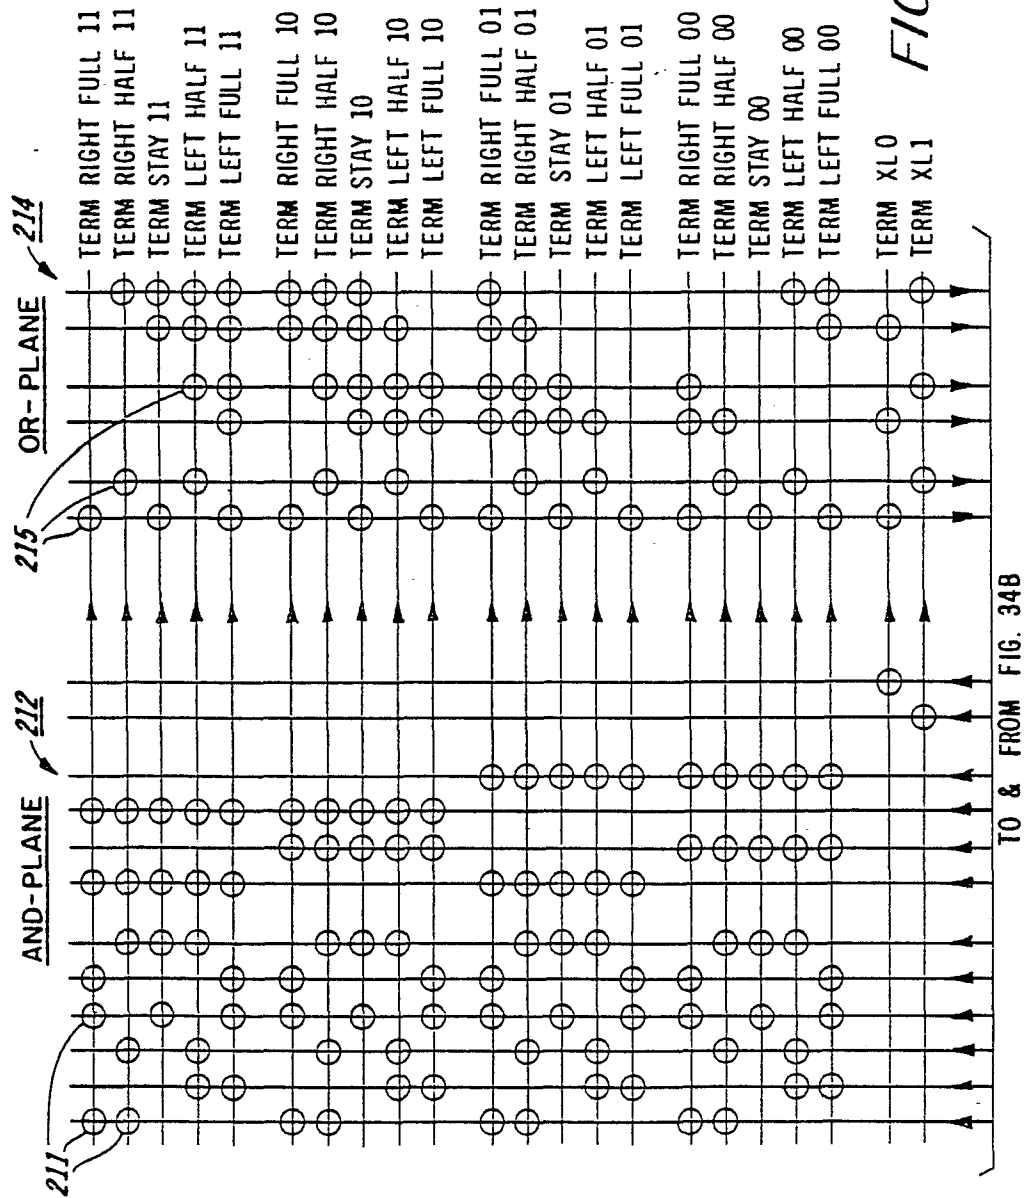 AND-PLANE
212
OR-PLANE
214
211
215
TERM RIGHT FULL 11
TERM RIGHT HALF 11
TERM STAY 11
TERM LEFT HALF 11
TERM LEFT FULL 11
TERM RIGHT FULL 10
TERM RIGHT HALF 10
TERM STAY 10
TERM LEFT HALF 10
TERM LEFT FULL 10
TERM RIGHT FULL 01
TERM RIGHT HALF 01
TERM STAY 01
TERM LEFT HALF 01
TERM LEFT FULL 01
TERM RIGHT FULL 00
TERM RIGHT HALF 00
TERM STAY 00
TERM LEFT HALF 00
TERM LEFT FULL 00
TERM XL0
TERM XL1
TO & FROM FIG. 34B